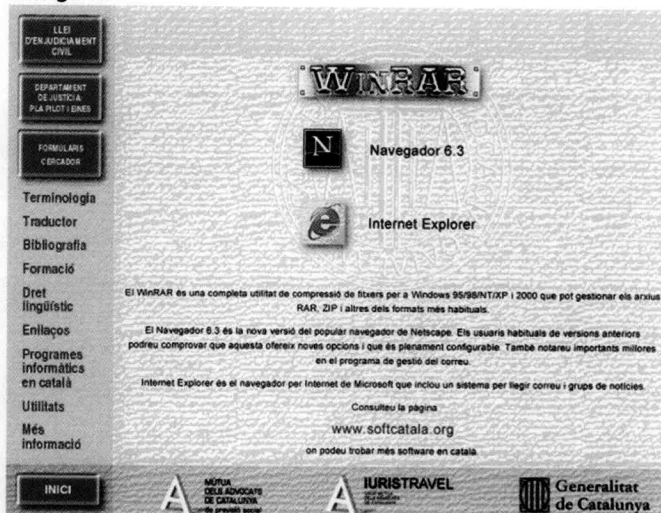 LLEI
D'ENJUDICIAMENT
CIVIL
DEPARTAMENT
DE JUSTÍCIA:
PLA PILOT I EINES
FORMULARIS
CERCADOR
Terminologia
Traductor
Bibliografia
Formació
Dret
lingüístic
Enllaços
Programes
informàtics
en català
Utilitats
Més
informació
INICI
WINRAR
N
Navegador 6.3
Internet Explorer
El WinRAR és una completa utilitat de compressió de fitxers per a Windows 95/98/NT/XP i 2000 que pot gestionar els arxius
RAR, ZIP i altres dels formats més habituals.
El Navegador 6.3 és la nova versió del popular navegador de Netscape. Els usuaris habituals de versions anteriors
podreu comprovar que aquesta ofereix noves opcions i que és plenament configurable. També notareu importants millores
en el programa de gestió del correu.
Internet Explorer és el navegador per Internet de Microsoft que inclou un sistema per llegir correu i grups de notícies.
Consulteu la pàgina
www.softcatala.org
on podeu trobar més software en català.
MÚTUA
DELS ADVOCATS
DE CATALUNYA
de previsió social
IURISTRAVEL
Generalitat
de Catalunya